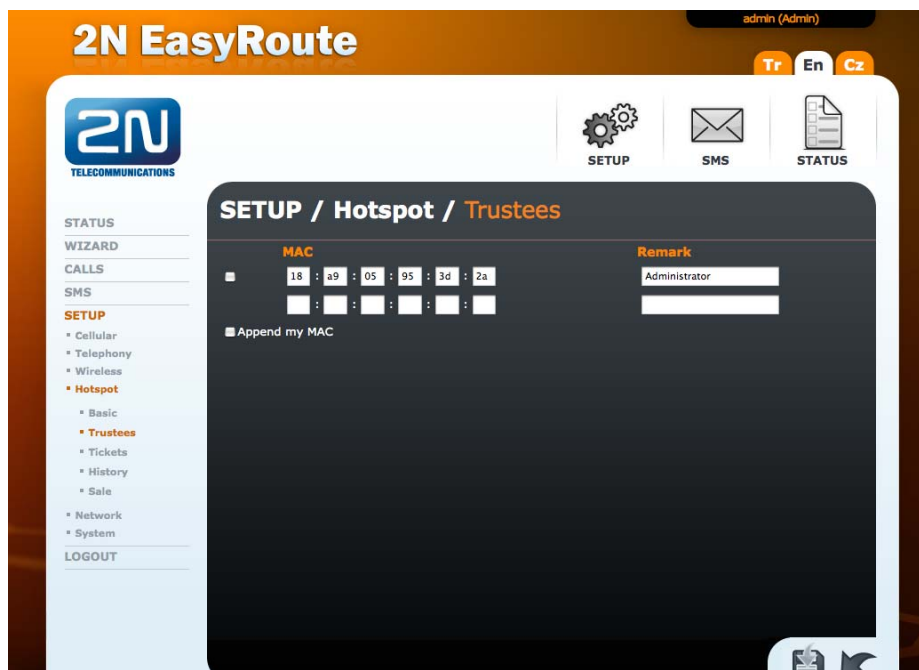 admin (Admin)
2N EasyRoute
Tr En Cz
2N
TELECOMMUNICATIONS
SETUP SMS STATUS
SETUP / Hotspot / Trustees
STATUS
WIZARD
CALLS
SMS
SETUP
Cellular
Telephony
Wireless
Hotspot
Basic
Trustees
Tickets
History
Sale
Network
System
LOGOUT
MAC Remark
18 : a9 : 05 : 95 : 3d : 2a Administrator
: : : : :
Append my MAC